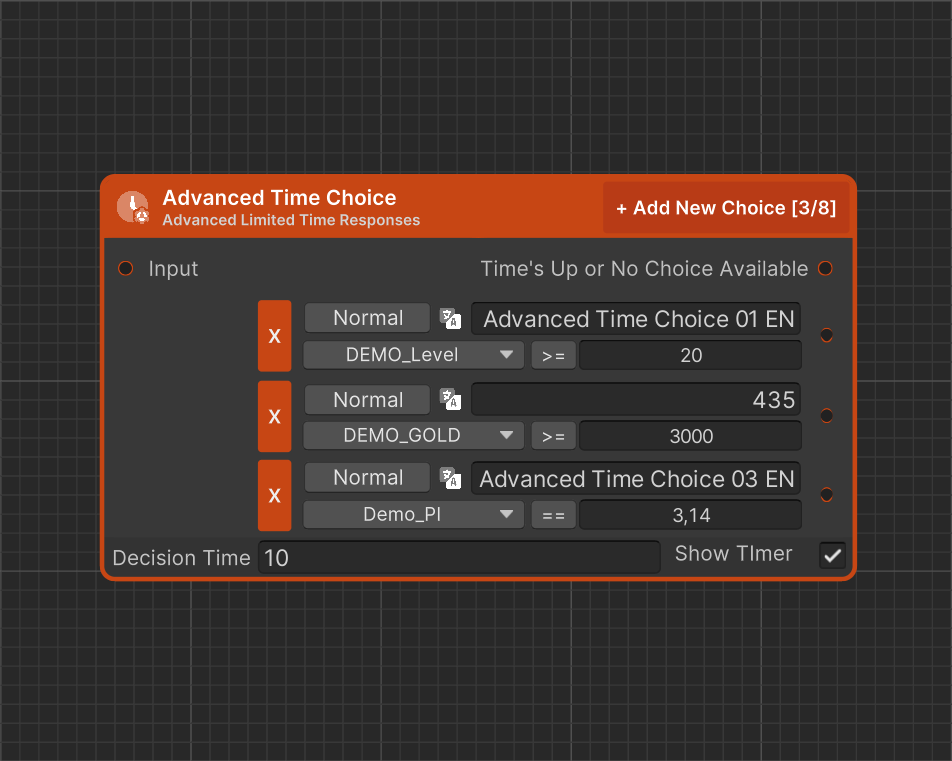 Advanced Time Choice
Advanced Limited Time Responses
+ Add New Choice [3/8]
Input
Time's Up or No Choice Available
X
Normal
Advanced Time Choice 01 EN
DEMO_Level
>=
20
X
Normal
435
DEMO_GOLD
>=
3000
X
Normal
Advanced Time Choice 03 EN
Demo_PI
==
3,14
Decision Time
10
Show TImer